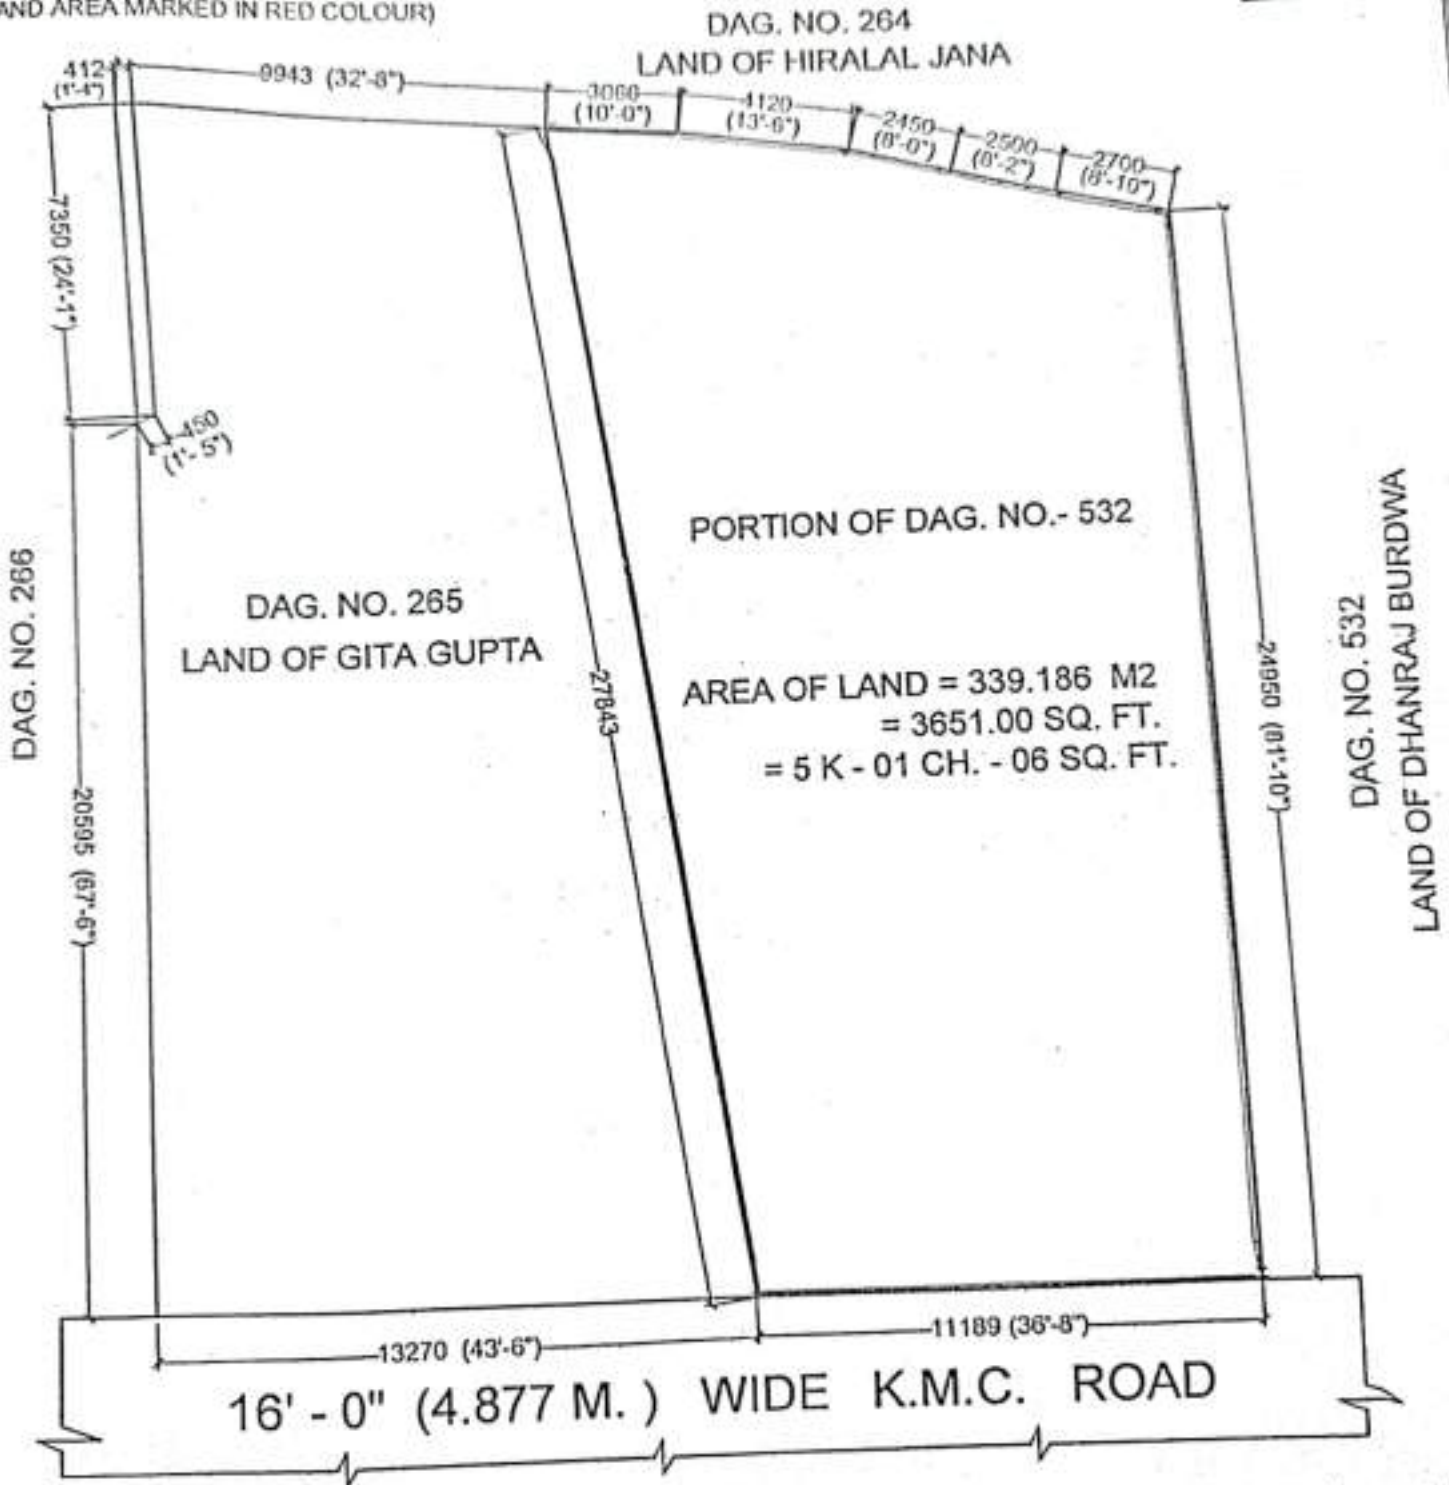 AND AREA MARKED IN RED COLOUR)
DAG. NO. 264
LAND OF HIRALAL JANA
412
(1'-4")
9943 (32'-8")
3060
(10'-0")
4120
(13'-6")
2450
(8'-0")
2500
(8'-2")
2700
(8'-10")
7350 (24'-1")
450
(1'-5")
DAG. NO. 266
DAG. NO. 265
LAND OF GITA GUPTA
PORTION OF DAG. NO.- 532
AREA OF LAND = 339.186 M2
= 3651.00 SQ. FT.
= 5 K - 01 CH. - 06 SQ. FT.
27843
24950 (81'-10")
DAG. NO. 532
LAND OF DHANRAJ BURDWA
20595 (67'-6")
13270 (43'-6")
11189 (36'-8")
16' - 0" (4.877 M. ) WIDE K.M.C. ROAD